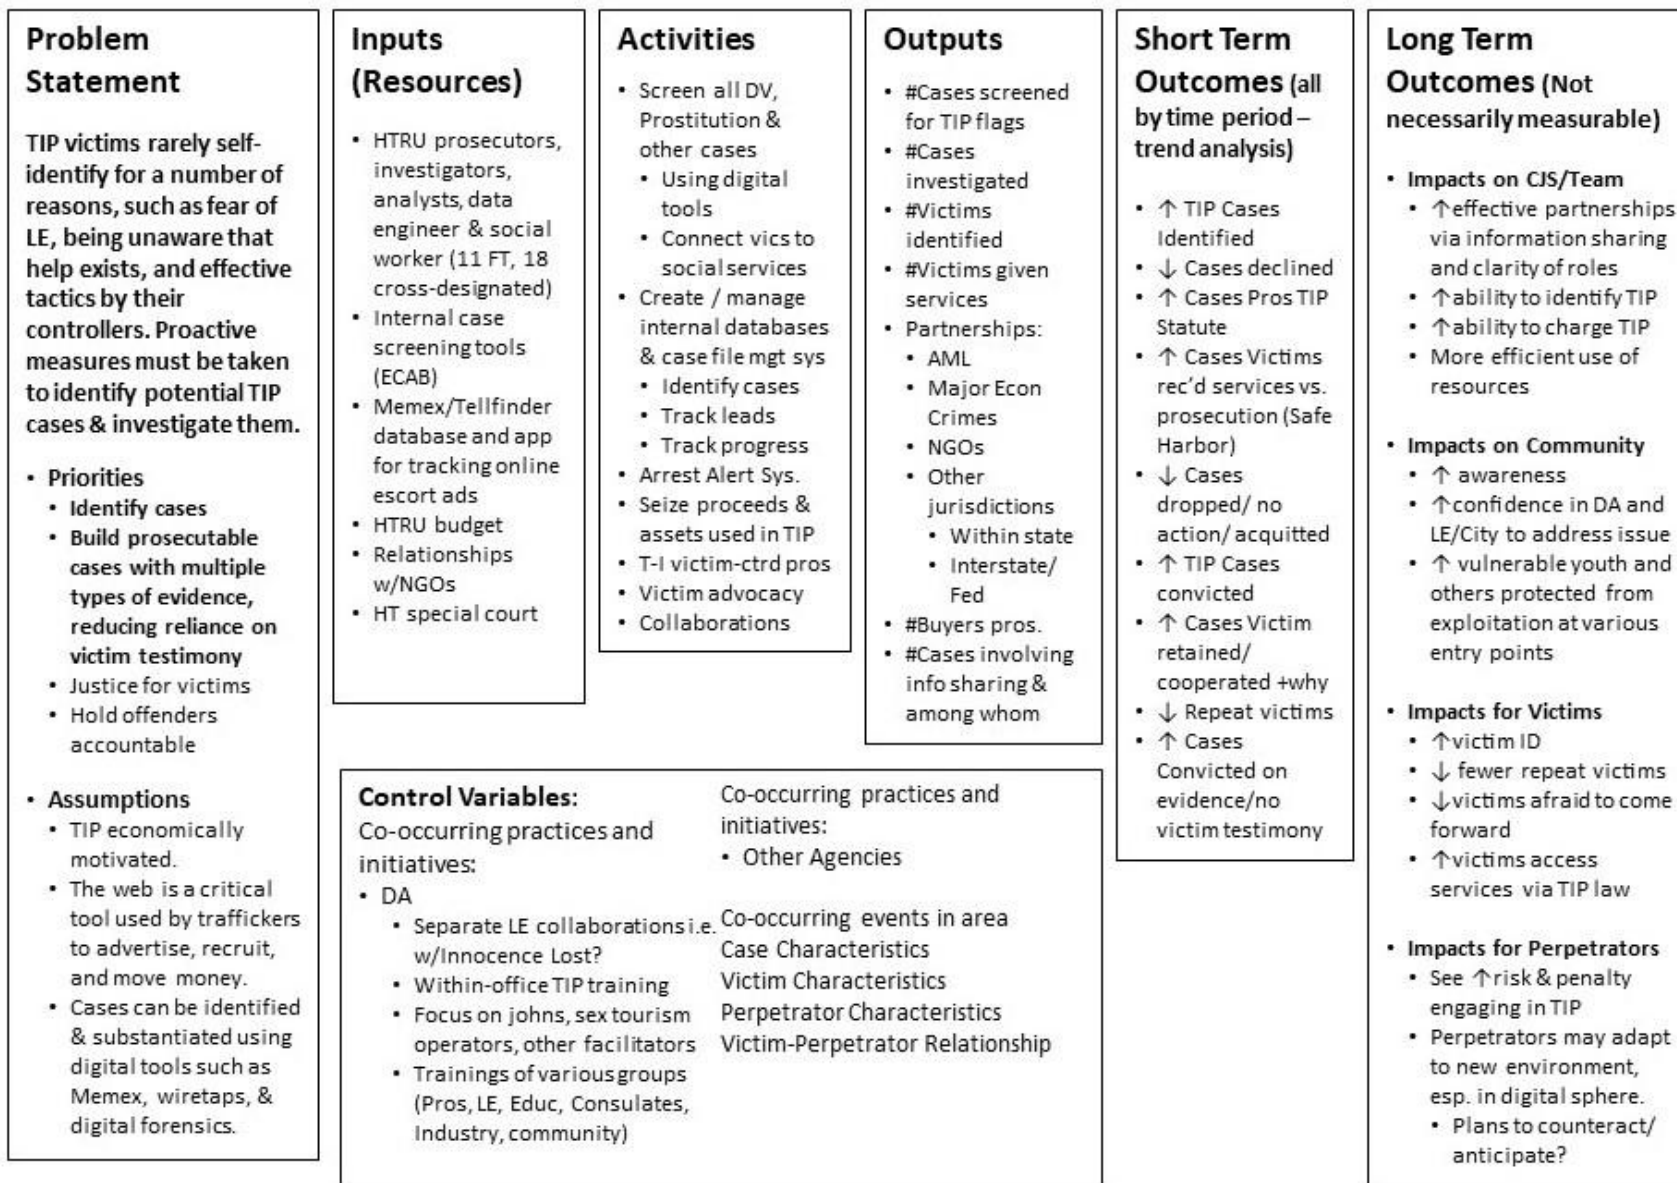 Problem
Statement
TIP victims rarely self-
identify for a number of
reasons, such as fear of
LE, being unaware that
help exists, and effective
tactics by their
controllers. Proactive
measures must be taken
to identify potential TIP
cases & investigate them.
• Priorities
• Identify cases
• Build prosecutable
cases with multiple
types of evidence,
reducing reliance on
victim testimony
• Justice for victims
• Hold offenders
accountable
• Assumptions
• TIP economically
motivated.
• The web is a critical
tool used by traffickers
to advertise, recruit,
and move money.
• Cases can be identified
& substantiated using
digital tools such as
Memex, wiretaps, &
digital forensics.
Inputs
(Resources)
• HTRU prosecutors,
investigators,
analysts, data
engineer & social
worker (11 FT, 18
cross-designated)
• Internal case
screening tools
(ECAB)
• Memex/Tellfinder
database and app
for tracking online
escort ads
• HTRU budget
• Relationships
w/NGOs
• HT special court
Activities
• Screen all DV,
Prostitution &
other cases
• Using digital
tools
• Connect vics to
social services
• Create / manage
internal databases
& case file mgt sys
• Identify cases
• Track leads
• Track progress
• Arrest Alert Sys.
• Seize proceeds &
assets used in TIP
• T-I victim-ctrd pros
• Victim advocacy
• Collaborations
Outputs
• #Cases screened
for TIP flags
• #Cases
investigated
• #Victims
identified
• #Victims given
services
• Partnerships:
• AML
• Major Econ
Crimes
• NGOs
• Other
jurisdictions
• Within state
• Interstate/
Fed
• #Buyers pros.
• #Cases involving
info sharing &
among whom
Short Term
Outcomes (all
by time period –
trend analysis)
• ↑ TIP Cases
Identified
• ↓ Cases declined
• ↑ Cases Pros TIP
Statute
• ↑ Cases Victims
rec'd services vs.
prosecution (Safe
Harbor)
• ↓ Cases
dropped/ no
action/ acquitted
• ↑ TIP Cases
convicted
• ↑ Cases Victim
retained/
cooperated +why
• ↓ Repeat victims
• ↑ Cases
Convicted on
evidence/no
victim testimony
Long Term
Outcomes (Not
necessarily measurable)
• Impacts on CJS/Team
• ↑effective partnerships
via information sharing
and clarity of roles
• ↑ability to identify TIP
• ↑ability to charge TIP
• More efficient use of
resources
• Impacts on Community
• ↑ awareness
• ↑confidence in DA and
LE/City to address issue
• ↑ vulnerable youth and
others protected from
exploitation at various
entry points
• Impacts for Victims
• ↑victim ID
• ↓ fewer repeat victims
• ↓victims afraid to come
forward
• ↑victims access
services via TIP law
• Impacts for Perpetrators
• See ↑risk & penalty
engaging in TIP
• Perpetrators may adapt
to new environment,
esp. in digital sphere.
• Plans to counteract/
anticipate?
Control Variables:
Co-occurring practices and
initiatives:
• DA
• Separate LE collaborations i.e.
w/Innocence Lost?
• Within-office TIP training
• Focus on johns, sex tourism
operators, other facilitators
• Trainings of various groups
(Pros, LE, Educ, Consulates,
Industry, community)
Co-occurring practices and
initiatives:
• Other Agencies
Co-occurring events in area
Case Characteristics
Victim Characteristics
Perpetrator Characteristics
Victim-Perpetrator Relationship